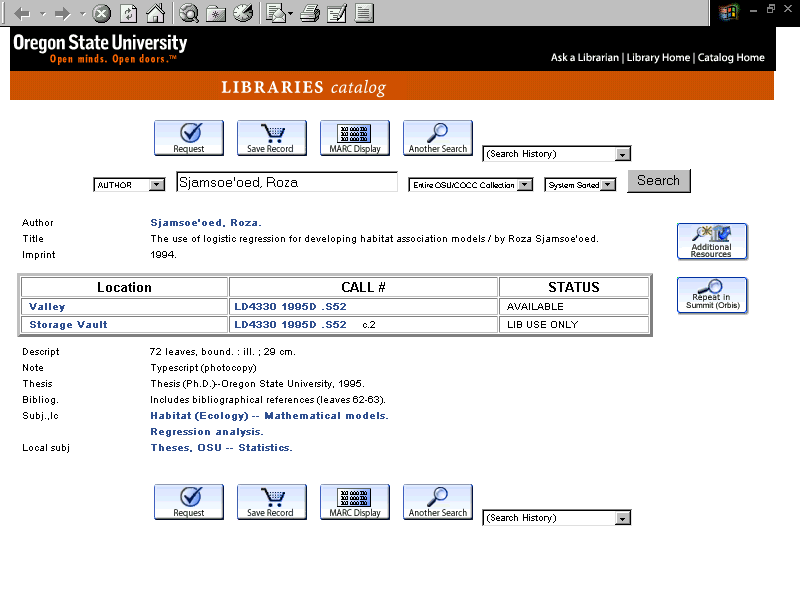 Oregon State University
Open minds. Open doors.™
Ask a Librarian | Library Home | Catalog Home
LIBRARIES catalog
Request
Save Record
MARC Display
Another Search
(Search History)
AUTHOR
Sjamsoe'oed, Roza
Entire OSU/COCC Collection
System Sorted
Search
Author Sjamsoe'oed, Roza.
Title The use of logistic regression for developing habitat association models / by Roza Sjamsoe'oed.
Imprint 1994.
Additional Resources
Repeat in Summit (Orbis)
Location CALL # STATUS
Valley LD4330 1995D .S52 AVAILABLE
Storage Vault LD4330 1995D .S52 c.2 LIB USE ONLY
Descript 72 leaves, bound. : ill. ; 29 cm.
Note Typescript (photocopy)
Thesis Thesis (Ph.D.)--Oregon State University, 1995.
Bibliog. Includes bibliographical references (leaves 62-63).
Subj.,lc Habitat (Ecology) -- Mathematical models.
Regression analysis.
Local subj Theses, OSU -- Statistics.
Request
Save Record
MARC Display
Another Search
(Search History)